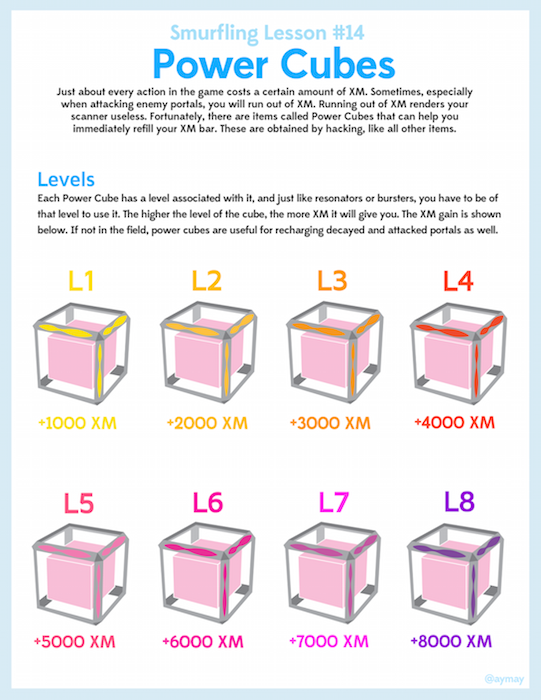 Smurfling Lesson #14
Power Cubes
Just about every action in the game costs a certain amount of XM. Sometimes, especially
when attacking enemy portals, you will run out of XM. Running out of XM renders your
scanner useless. Fortunately, there are items called Power Cubes that can help you
immediately refill your XM bar. These are obtained by hacking, like all other items.
Levels
Each Power Cube has a level associated with it, and just like resonators or bursters, you have to be of
that level to use it. The higher the level of the cube, the more XM it will give you. The XM gain is shown
below. If not in the field, power cubes are useful for recharging decayed and attacked portals as well.
L1 L2 L3 L4
+1000 XM +2000 XM +3000 XM +4000 XM
L5 L6 L7 L8
+5000 XM +6000 XM +7000 XM +8000 XM
@aymay